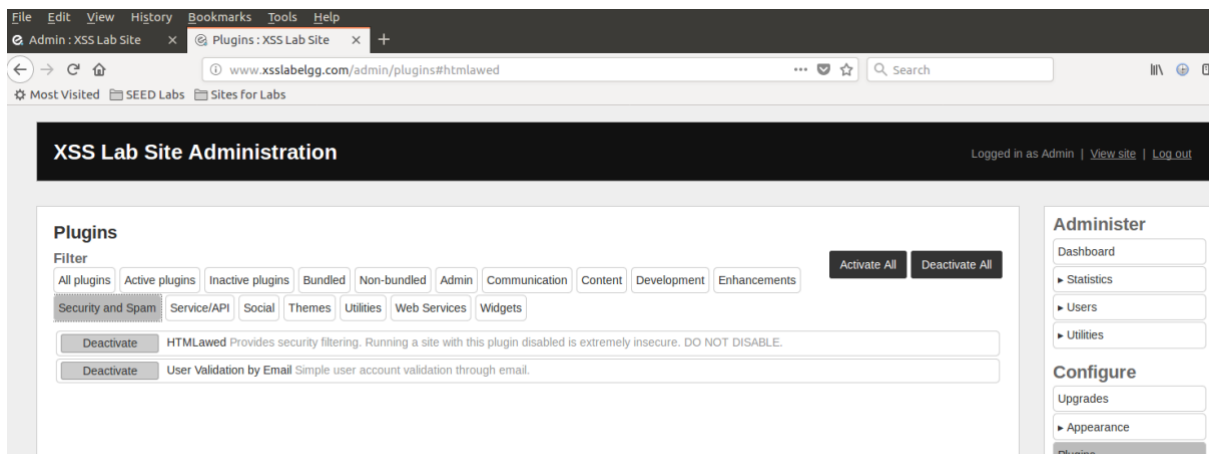 File Edit View History Bookmarks Tools Help
Admin : XSS Lab Site × Plugins : XSS Lab Site × +
www.xsslabelgg.com/admin/plugins#htmlawed ••• Search
Most Visited SEED Labs Sites for Labs
XSS Lab Site Administration
Logged in as Admin | View site | Log out
Plugins
Filter
All plugins Active plugins Inactive plugins Bundled Non-bundled Admin Communication Content Development Enhancements
Security and Spam Service/API Social Themes Utilities Web Services Widgets
Activate All Deactivate All
Deactivate HTMLawed Provides security filtering. Running a site with this plugin disabled is extremely insecure. DO NOT DISABLE.
Deactivate User Validation by Email Simple user account validation through email.
Administer
Dashboard
▸ Statistics
▸ Users
▸ Utilities
Configure
Upgrades
▸ Appearance
Plugins